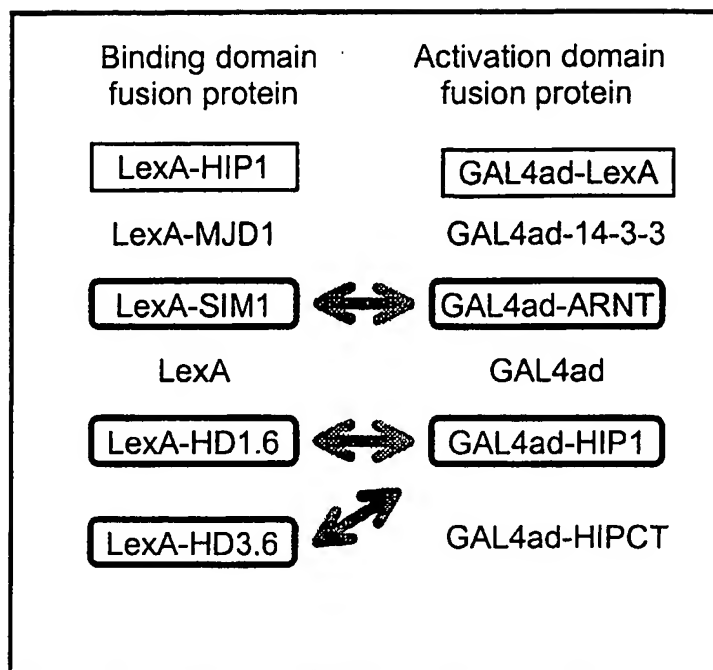 Binding domain
fusion protein
Activation domain
fusion protein
LexA-HIP1
GAL4ad-LexA
LexA-MJD1
GAL4ad-14-3-3
LexA-SIM1
GAL4ad-ARNT
LexA
GAL4ad
LexA-HD1.6
GAL4ad-HIP1
LexA-HD3.6
GAL4ad-HIPCT